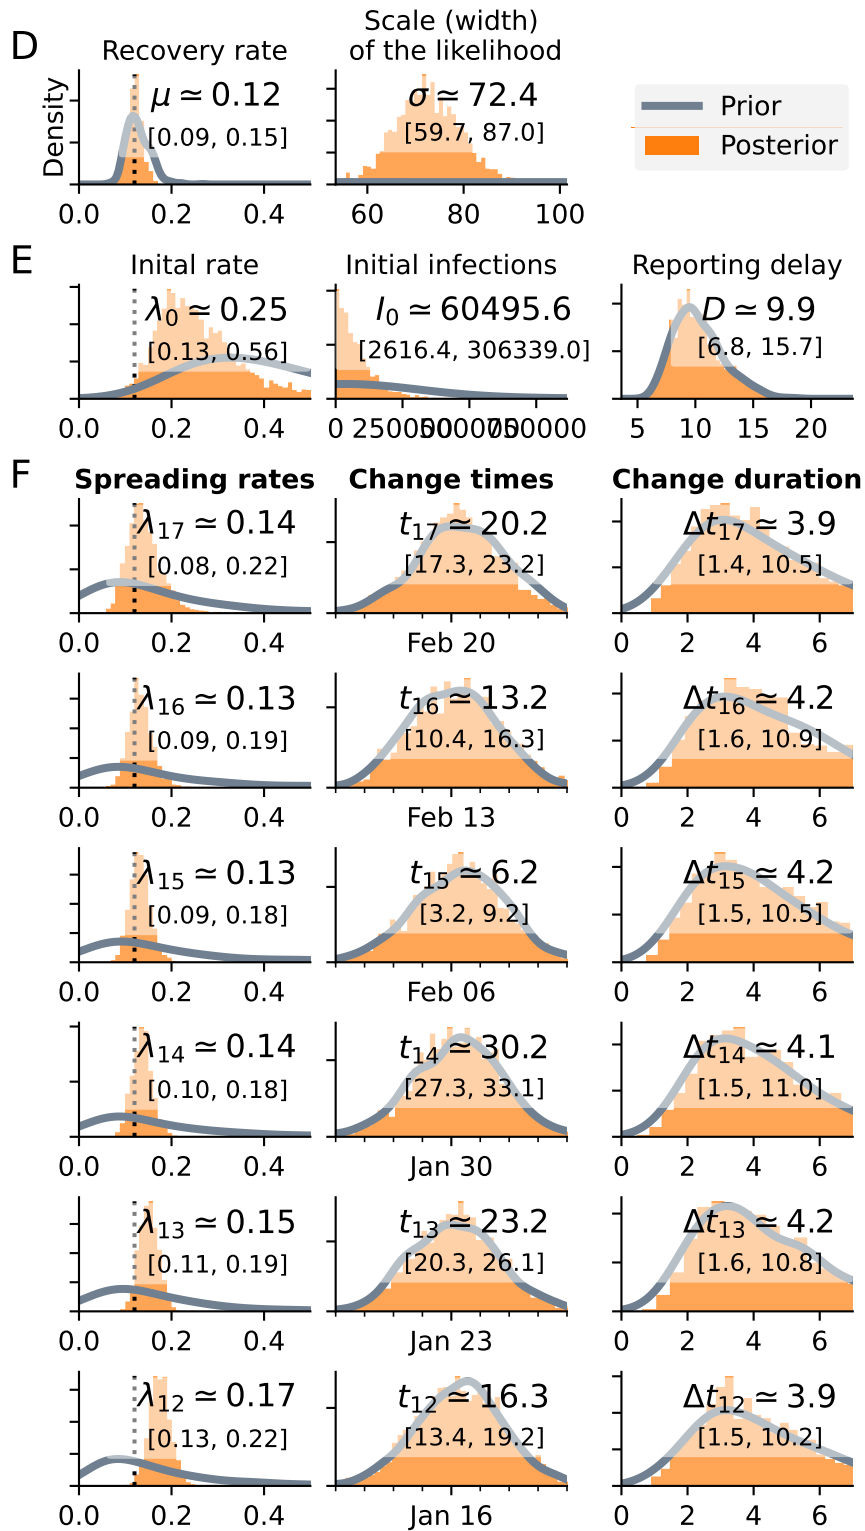 D
Recovery rate
Scale (width)
of the likelihood
Density
μ ≃ 0.12
[0.09, 0.15]
0.0 0.2 0.4
σ ≃ 72.4
[59.7, 87.0]
60 80 100
Prior
Posterior
E
Inital rate
λ0 ≃ 0.25
[0.13, 0.56]
0.0 0.2 0.4
Initial infections
I0 ≃ 60495.6
[2616.4, 306339.0]
0 250000 500000 750000
Reporting delay
D ≃ 9.9
[6.8, 15.7]
5 10 15 20
F
Spreading rates Change times Change duration
λ17 ≃ 0.14
[0.08, 0.22]
0.0 0.2 0.4
t17 ≃ 20.2
[17.3, 23.2]
Feb 20
Δt17 ≃ 3.9
[1.4, 10.5]
0 2 4 6
λ16 ≃ 0.13
[0.09, 0.19]
0.0 0.2 0.4
t16 ≃ 13.2
[10.4, 16.3]
Feb 13
Δt16 ≃ 4.2
[1.6, 10.9]
0 2 4 6
λ15 ≃ 0.13
[0.09, 0.18]
0.0 0.2 0.4
t15 ≃ 6.2
[3.2, 9.2]
Feb 06
Δt15 ≃ 4.2
[1.5, 10.5]
0 2 4 6
λ14 ≃ 0.14
[0.10, 0.18]
0.0 0.2 0.4
t14 ≃ 30.2
[27.3, 33.1]
Jan 30
Δt14 ≃ 4.1
[1.5, 11.0]
0 2 4 6
λ13 ≃ 0.15
[0.11, 0.19]
0.0 0.2 0.4
t13 ≃ 23.2
[20.3, 26.1]
Jan 23
Δt13 ≃ 4.2
[1.6, 10.8]
0 2 4 6
λ12 ≃ 0.17
[0.13, 0.22]
0.0 0.2 0.4
t12 ≃ 16.3
[13.4, 19.2]
Jan 16
Δt12 ≃ 3.9
[1.5, 10.2]
0 2 4 6